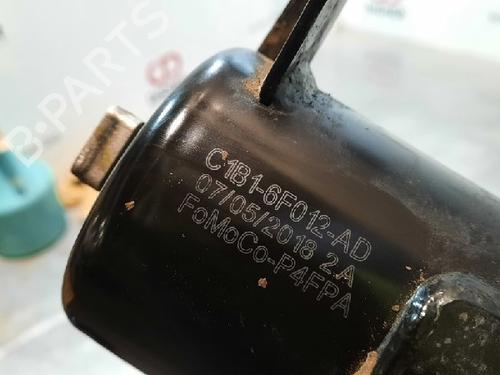 B-PARTS
C1B1-6F012-AD
07/05/2018 2A
FoMoCo-P4FPA